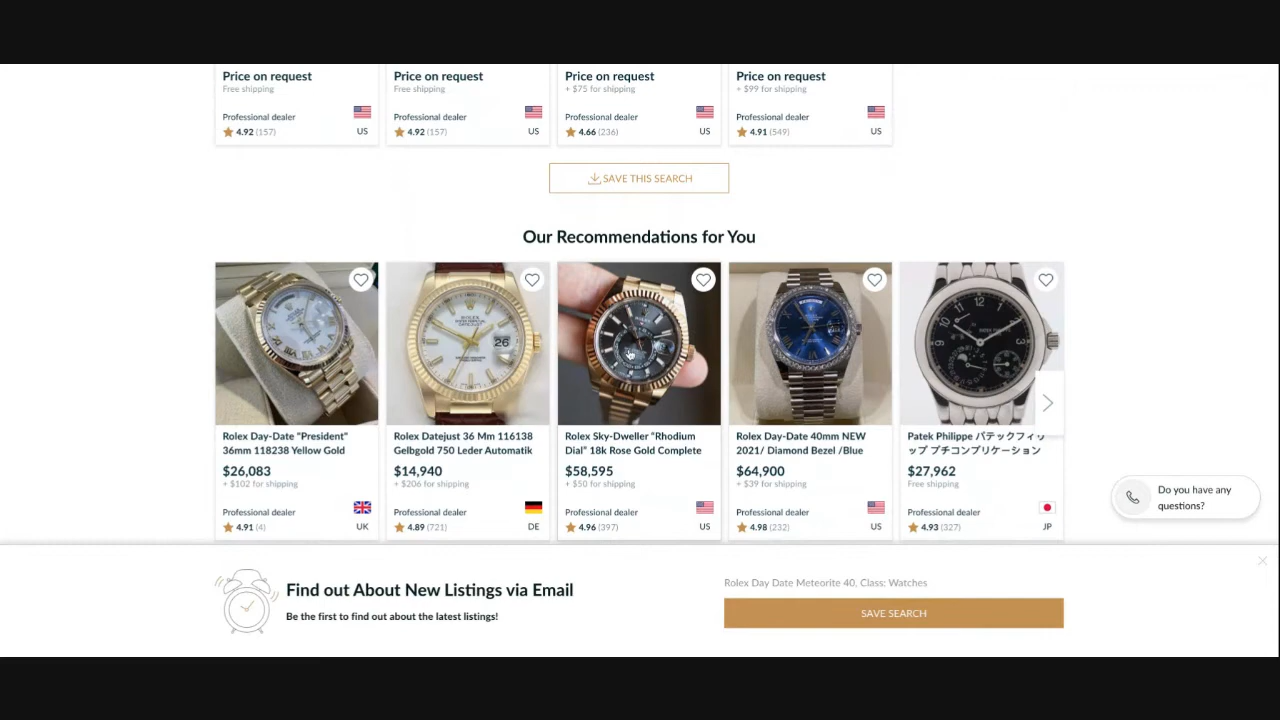 Price on request
Free shipping
Professional dealer
4.92 (157)
US
Price on request
Free shipping
Professional dealer
4.92 (157)
US
Price on request
+ $75 for shipping
Professional dealer
4.66 (236)
US
Price on request
+ $99 for shipping
Professional dealer
4.91 (549)
US
SAVE THIS SEARCH
Our Recommendations for You
Rolex Day-Date "President"
36mm 118238 Yellow Gold
$26,083
+ $102 for shipping
Professional dealer
4.91 (4)
UK
26
Rolex Datejust 36 Mm 116138
Gelbgold 750 Leder Automatik
$14,940
+ $206 for shipping
Professional dealer
4.89 (721)
DE
Rolex Sky-Dweller "Rhodium
Dial" 18k Rose Gold Complete
$58,595
+ $50 for shipping
Professional dealer
4.96 (397)
US
Rolex Day-Date 40mm NEW
2021/ Diamond Bezel /Blue
$64,900
+ $39 for shipping
Professional dealer
4.98 (232)
US
Patek Philippe パテックフィリ
ップ プチコンプリケーション
$27,962
Free shipping
Professional dealer
4.93 (327)
JP
Do you have any
questions?
Find out About New Listings via Email
Be the first to find out about the latest listings!
Rolex Day Date Meteorite 40, Class: Watches
SAVE SEARCH